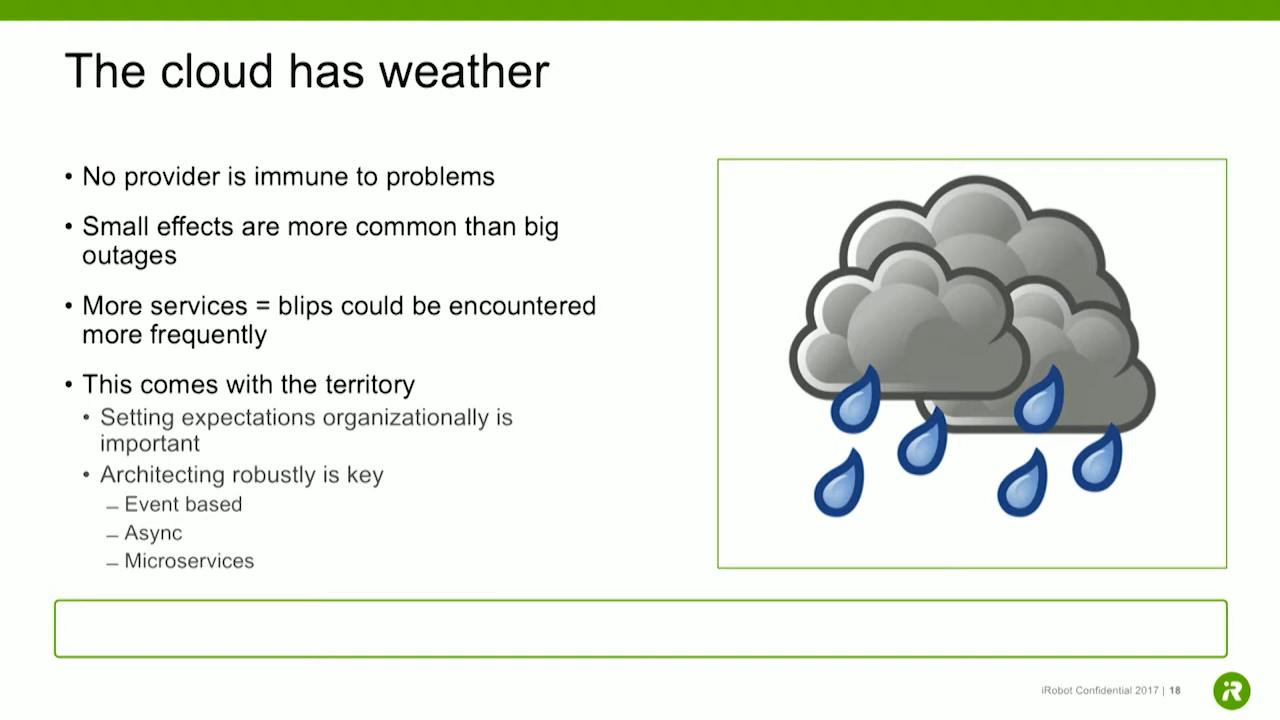 The cloud has weather
• No provider is immune to problems
• Small effects are more common than big
outages
• More services = blips could be encountered
more frequently
• This comes with the territory
• Setting expectations organizationally is
important
• Architecting robustly is key
– Event based
– Async
– Microservices
iRobot Confidential 2017 | 18
iR